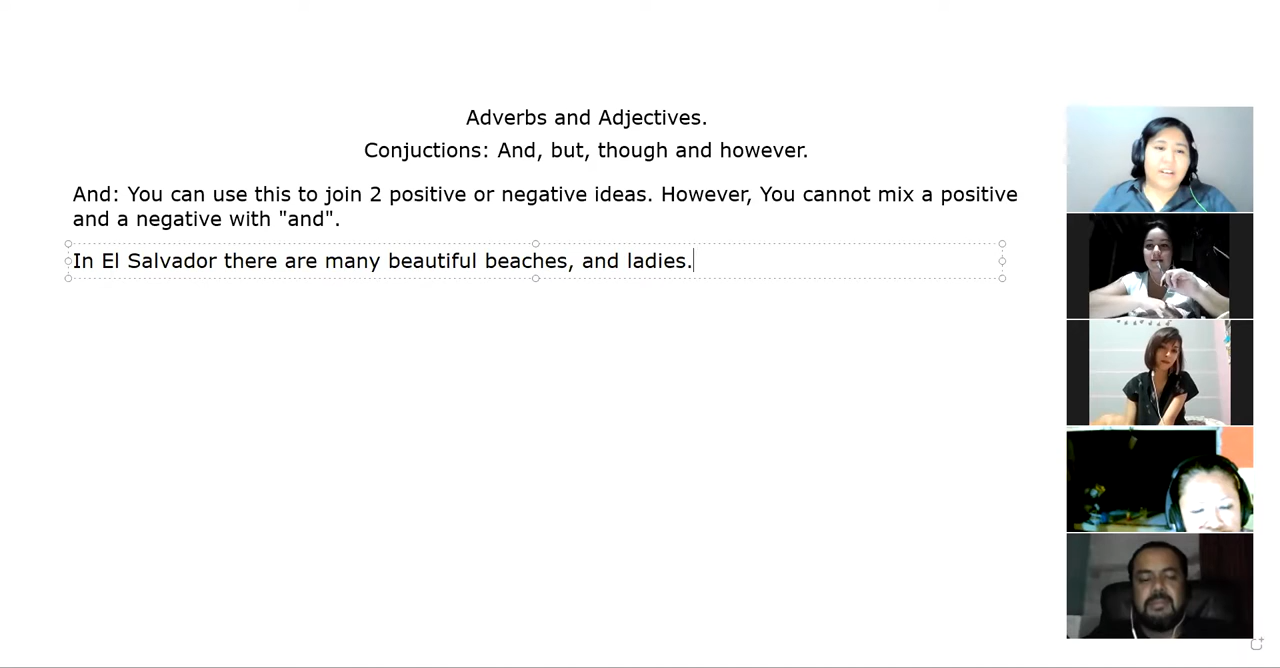 Adverbs and Adjectives.
Conjuctions: And, but, though and however.
And: You can use this to join 2 positive or negative ideas. However, You cannot mix a positive
and a negative with "and".
In El Salvador there are many beautiful beaches, and ladies.